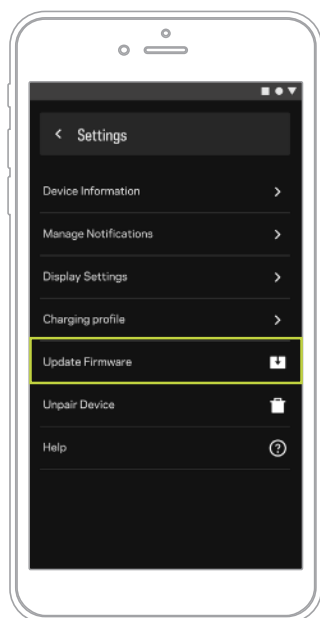 Settings
Device Information
Manage Notifications
Display Settings
Charging profile
Update Firmware
Unpair Device
Help